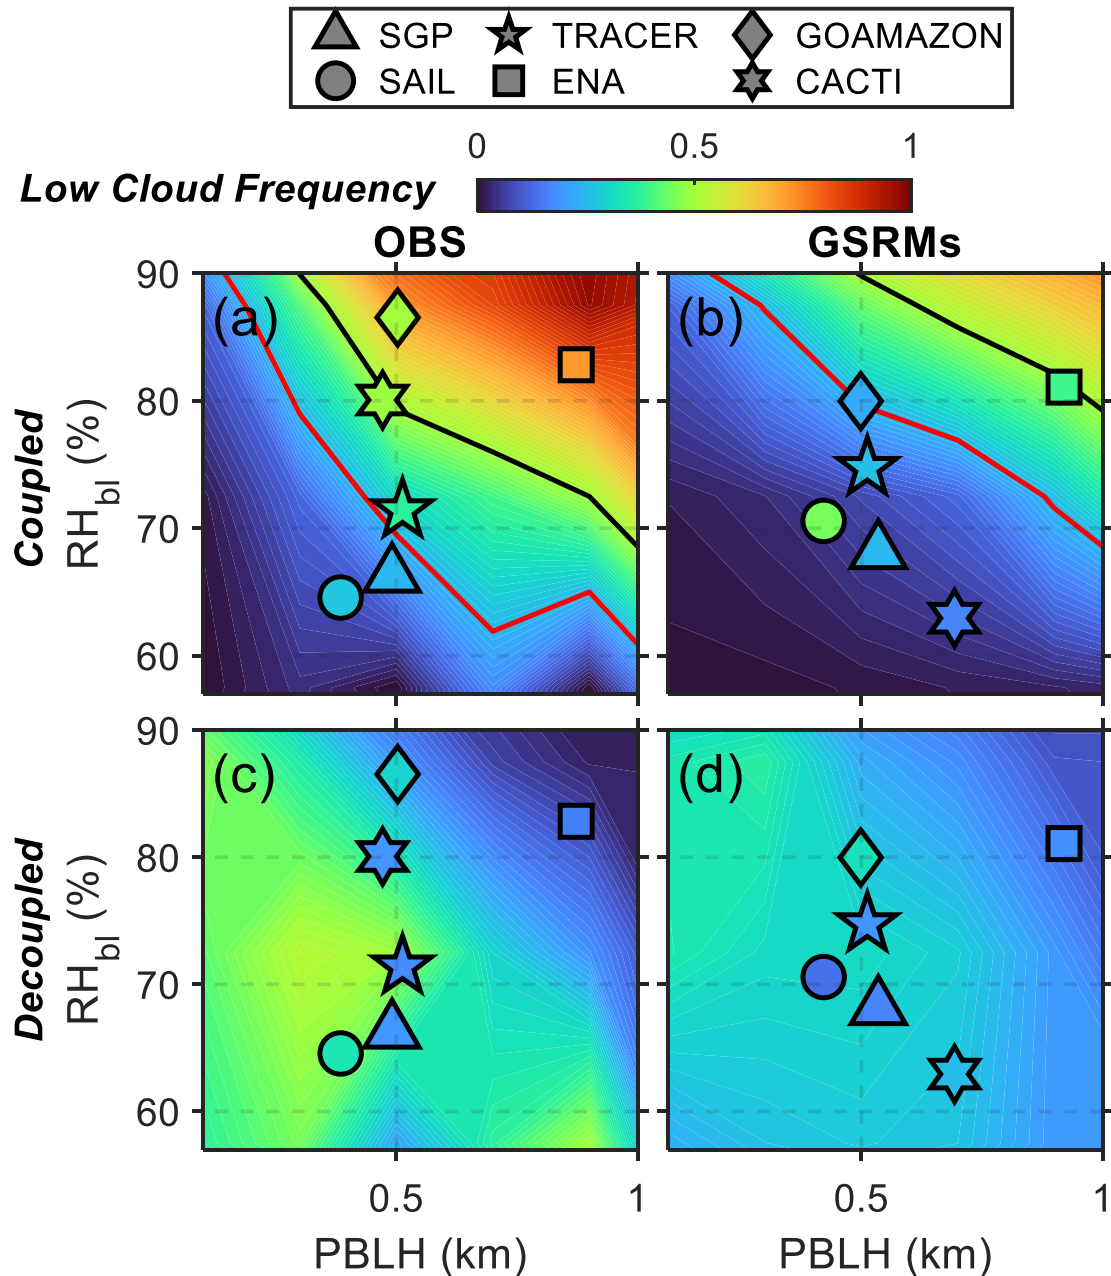 SGP TRACER GOAMAZON
SAIL ENA CACTI
0 0.5 1
Low Cloud Frequency
OBS GSRMs
90
(a) (b)
80
Coupled
RHbl (%)
70
60
90
(c) (d)
80
Decoupled
RHbl (%)
70
60
0.5 1 0.5 1
PBLH (km) PBLH (km)